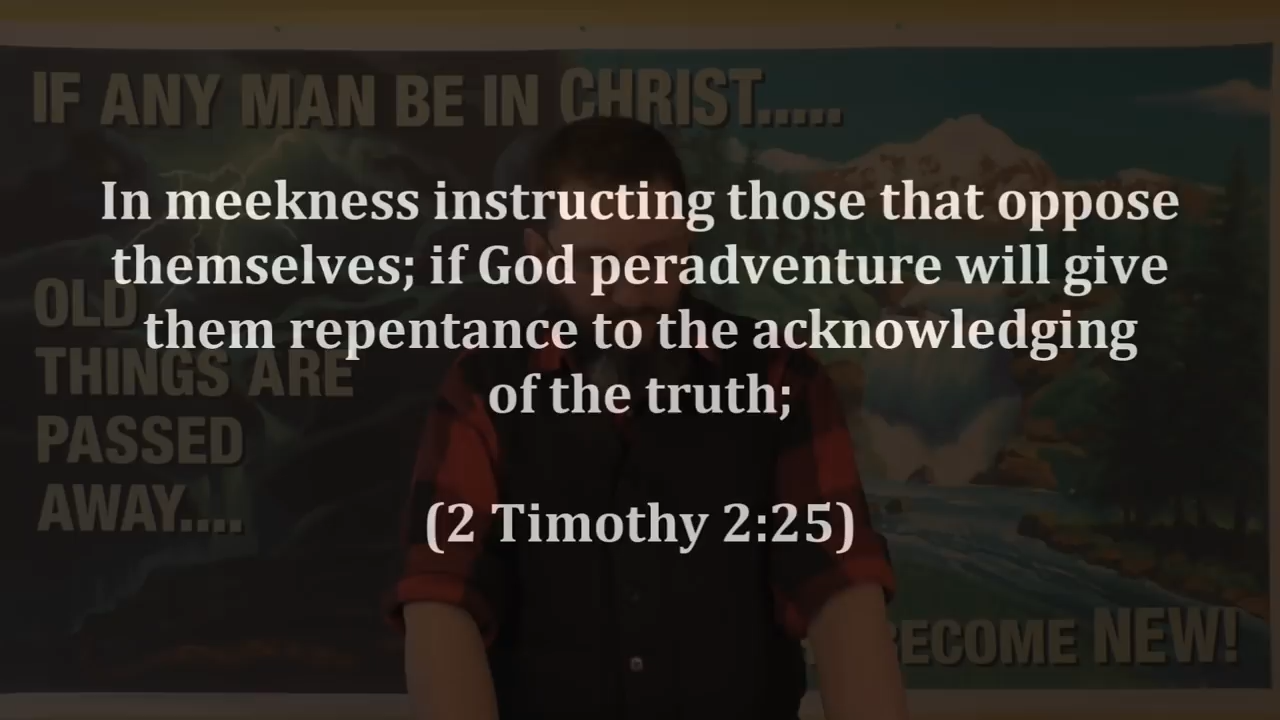 IF ANY MAN BE IN CHRIST.....
In meekness instructing those that oppose
themselves; if God peradventure will give
them repentance to the acknowledging
of the truth;
(2 Timothy 2:25)
OLD
THINGS ARE
PASSED
AWAY....
BECOME NEW!